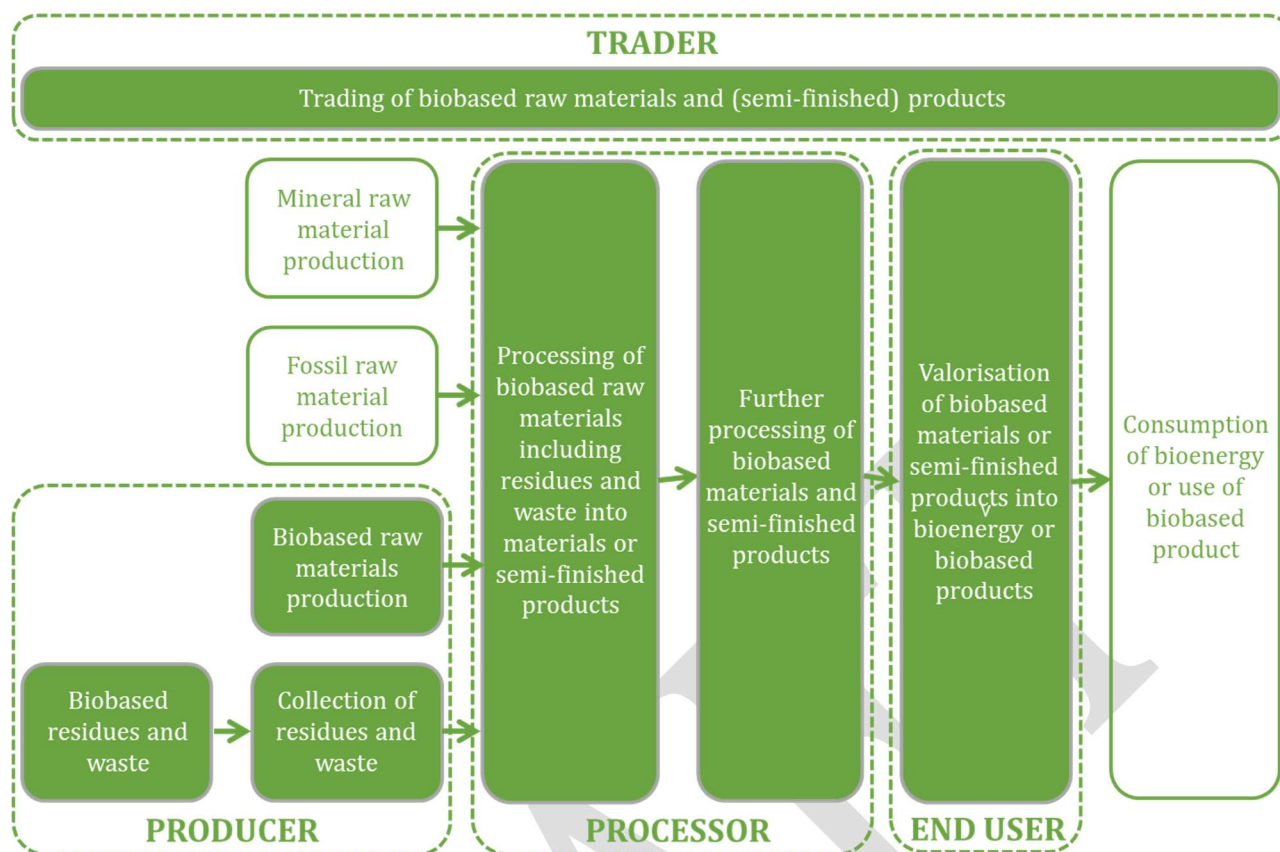 TRADER
Trading of biobased raw materials and (semi-finished) products
Mineral raw
material
production
Fossil raw
material
production
Biobased raw
materials
production
Biobased
residues and
waste
Collection of
residues and
waste
PRODUCER
Processing of
biobased raw
materials
including
residues and
waste into
materials or
semi-finished
products
Further
processing of
biobased
materials and
semi-finished
products
PROCESSOR
Valorisation
of biobased
materials or
semi-finished
products into
bioenergy or
biobased
products
END USER
Consumption
of bioenergy
or use of
biobased
product